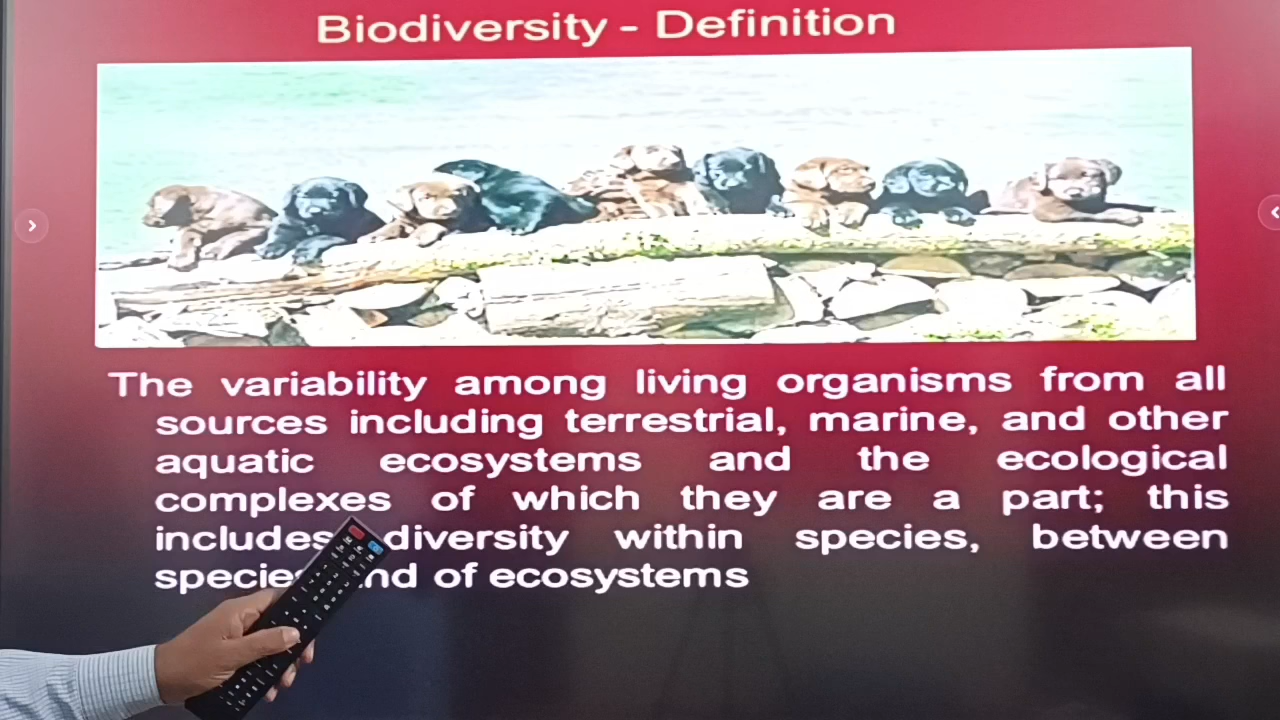 Biodiversity - Definition
The variability among living organisms from all
sources including terrestrial, marine, and other
aquatic ecosystems and the ecological
complexes of which they are a part; this
includes diversity within species, between
of ecosystems